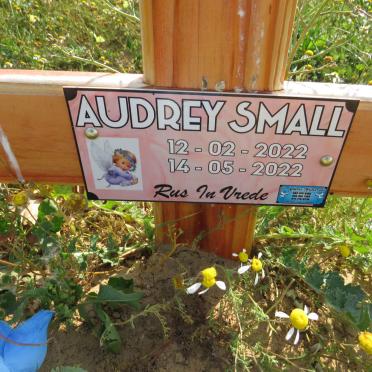 AUDREY SMALL
12 - 02 - 2022
14 - 05 - 2022
Rus In Vrede